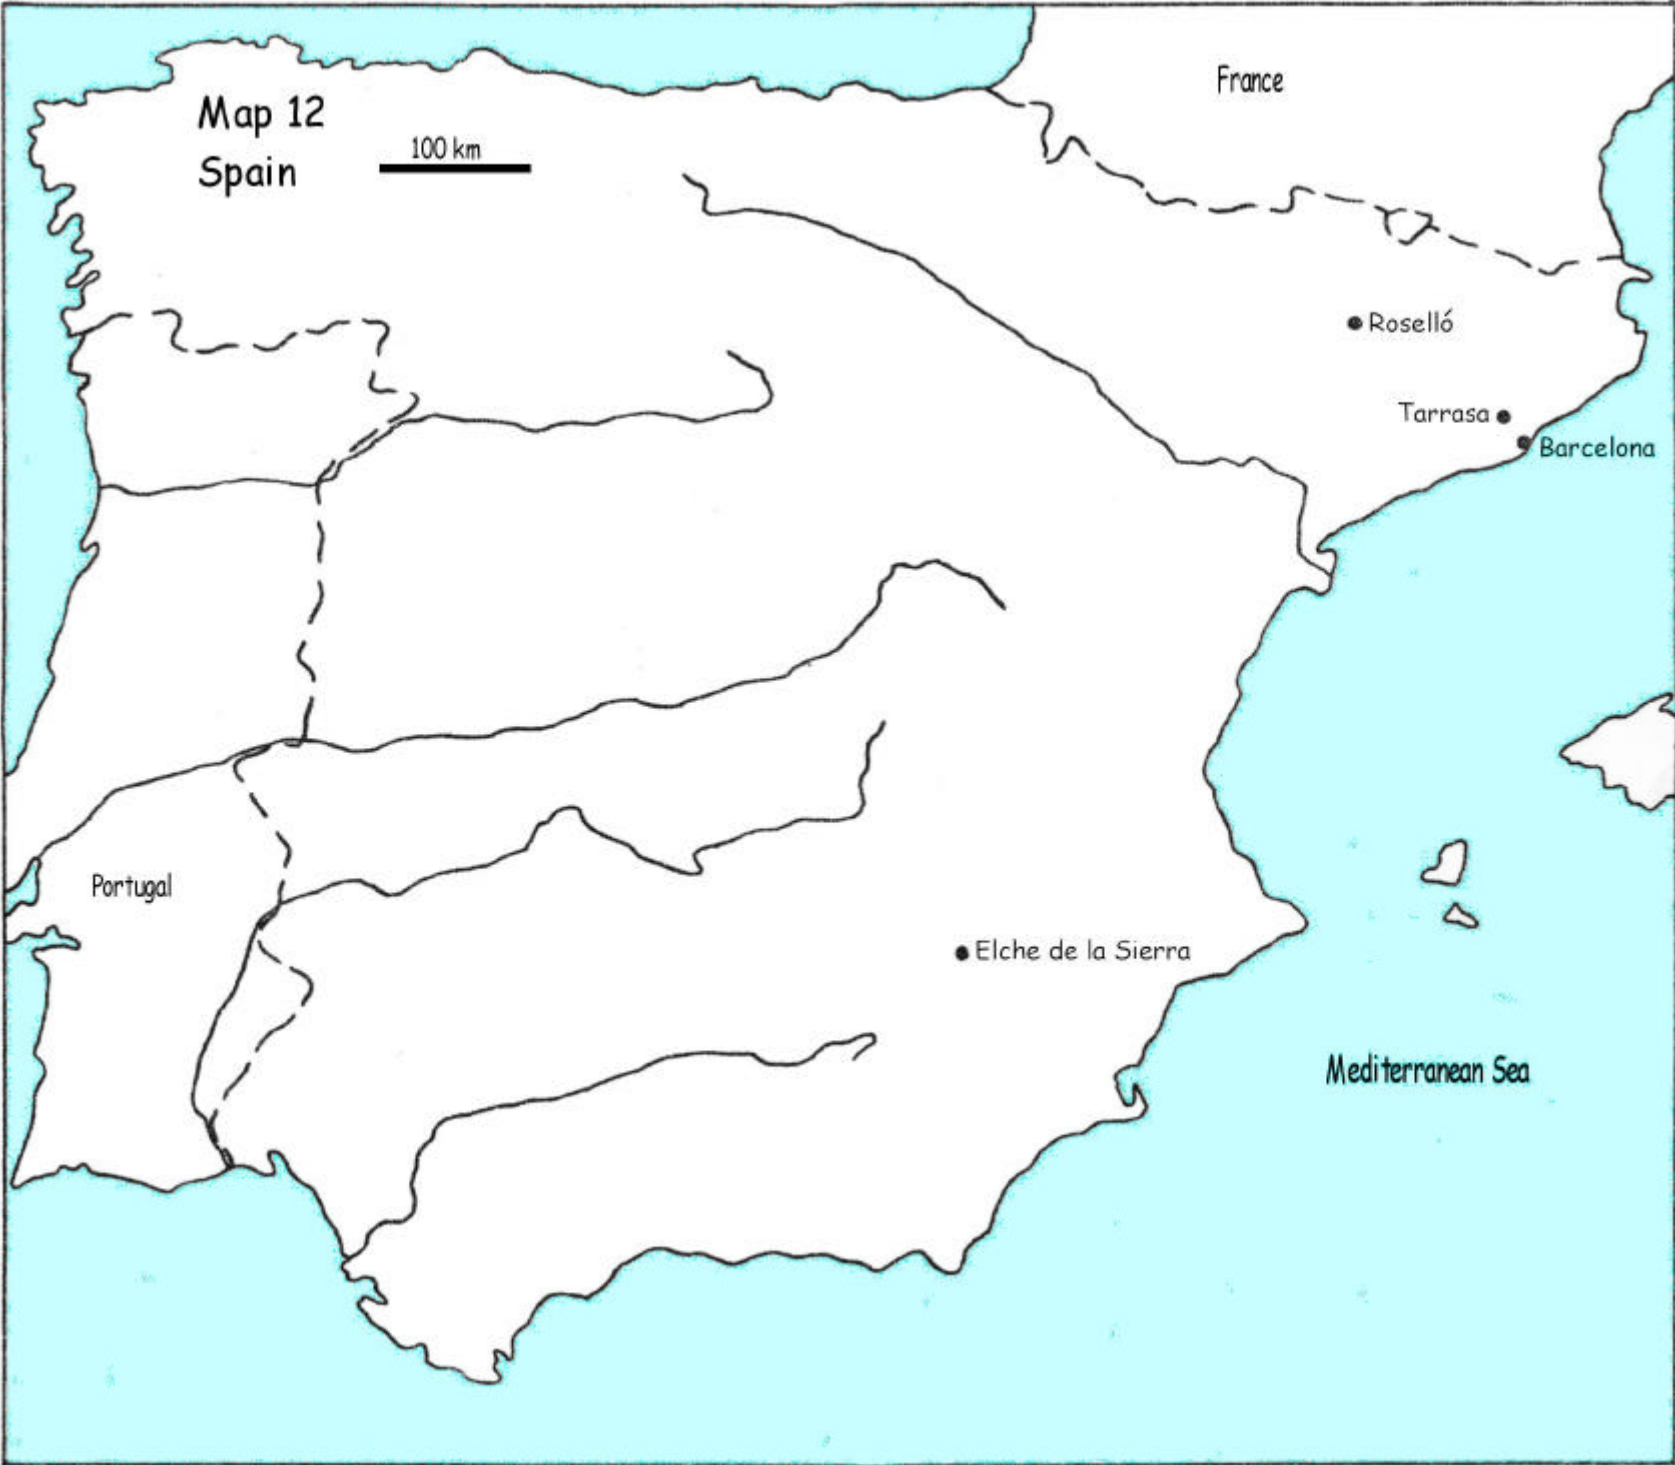 France
Map 12
Spain
100 km
Roselló
Tarrasa
Barcelona
Portugal
Elche de la Sierra
Mediterranean Sea